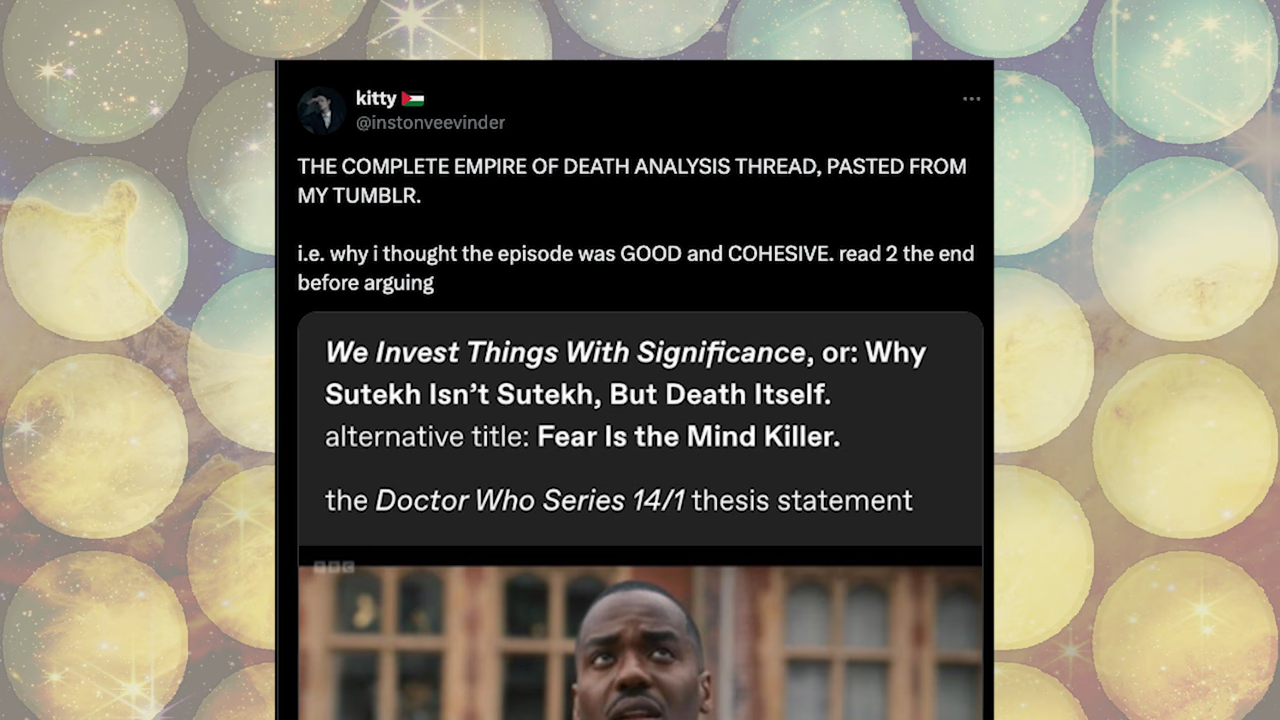 kitty 🇵🇸
@instonveevinder
THE COMPLETE EMPIRE OF DEATH ANALYSIS THREAD, PASTED FROM
MY TUMBLR.
i.e. why i thought the episode was GOOD and COHESIVE. read 2 the end
before arguing
We Invest Things With Significance, or: Why
Sutekh Isn’t Sutekh, But Death Itself.
alternative title: Fear Is the Mind Killer.
the Doctor Who Series 14/1 thesis statement
BBC